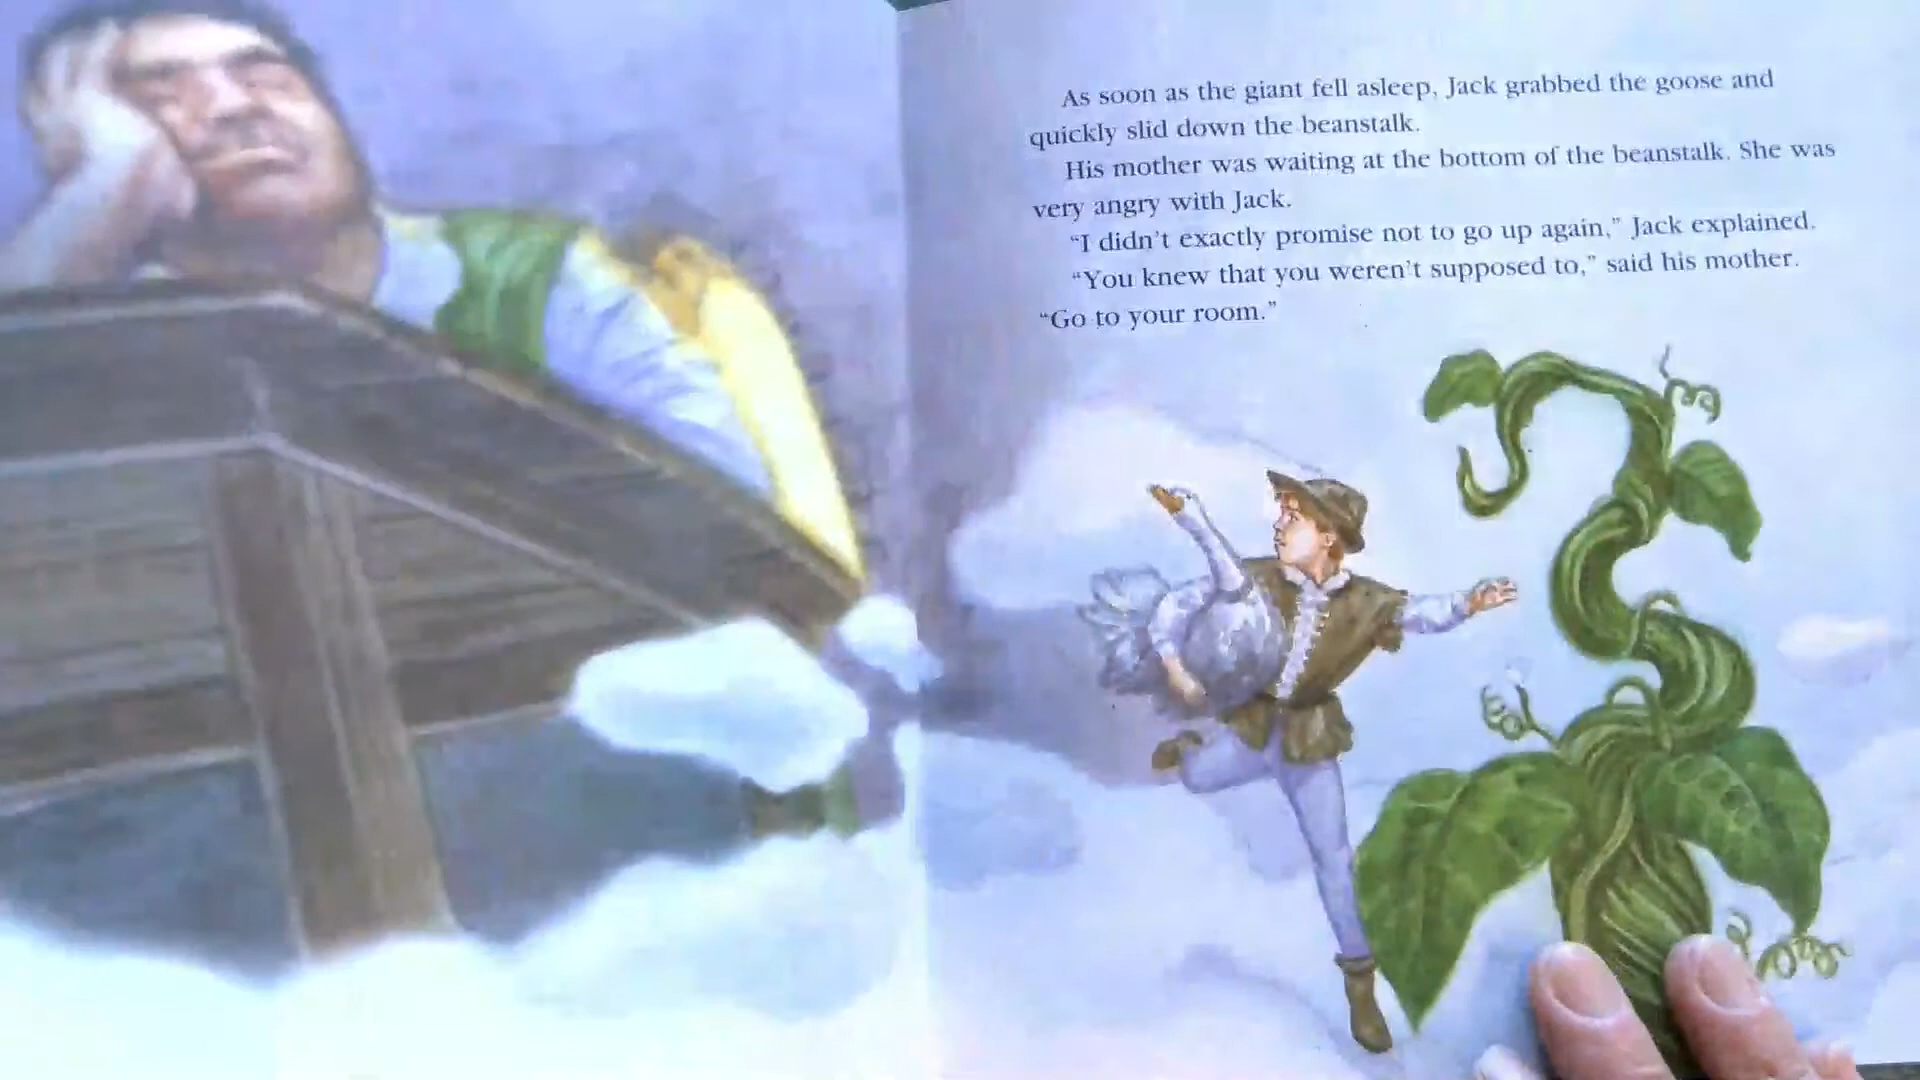 As soon as the giant fell asleep, Jack grabbed the goose and
quickly slid down the beanstalk.
His mother was waiting at the bottom of the beanstalk. She was
very angry with Jack.
“I didn’t exactly promise not to go up again,” Jack explained.
“You knew that you weren’t supposed to,” said his mother.
“Go to your room.”